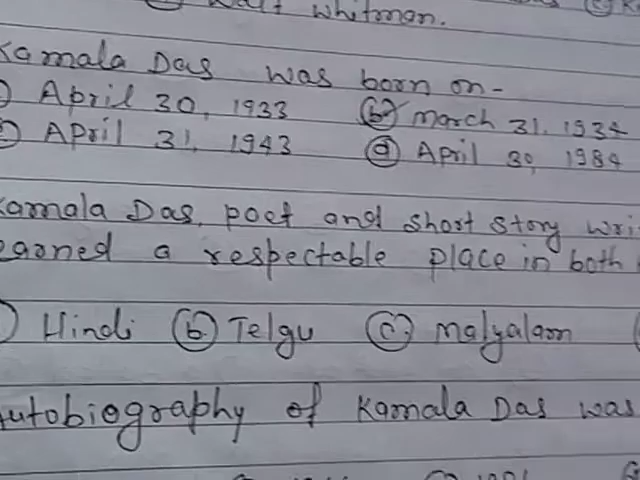 Walt Whitman.
Kamala Das was born on-
April 30, 1933 (b) March 31, 1934
April 31, 1943 (d) April 30, 1984
Kamala Das, poet and short story wri
earned a respectable place in both
Hindi (b) Telgu (c) Malyalam
Autobiography of Kamala Das was